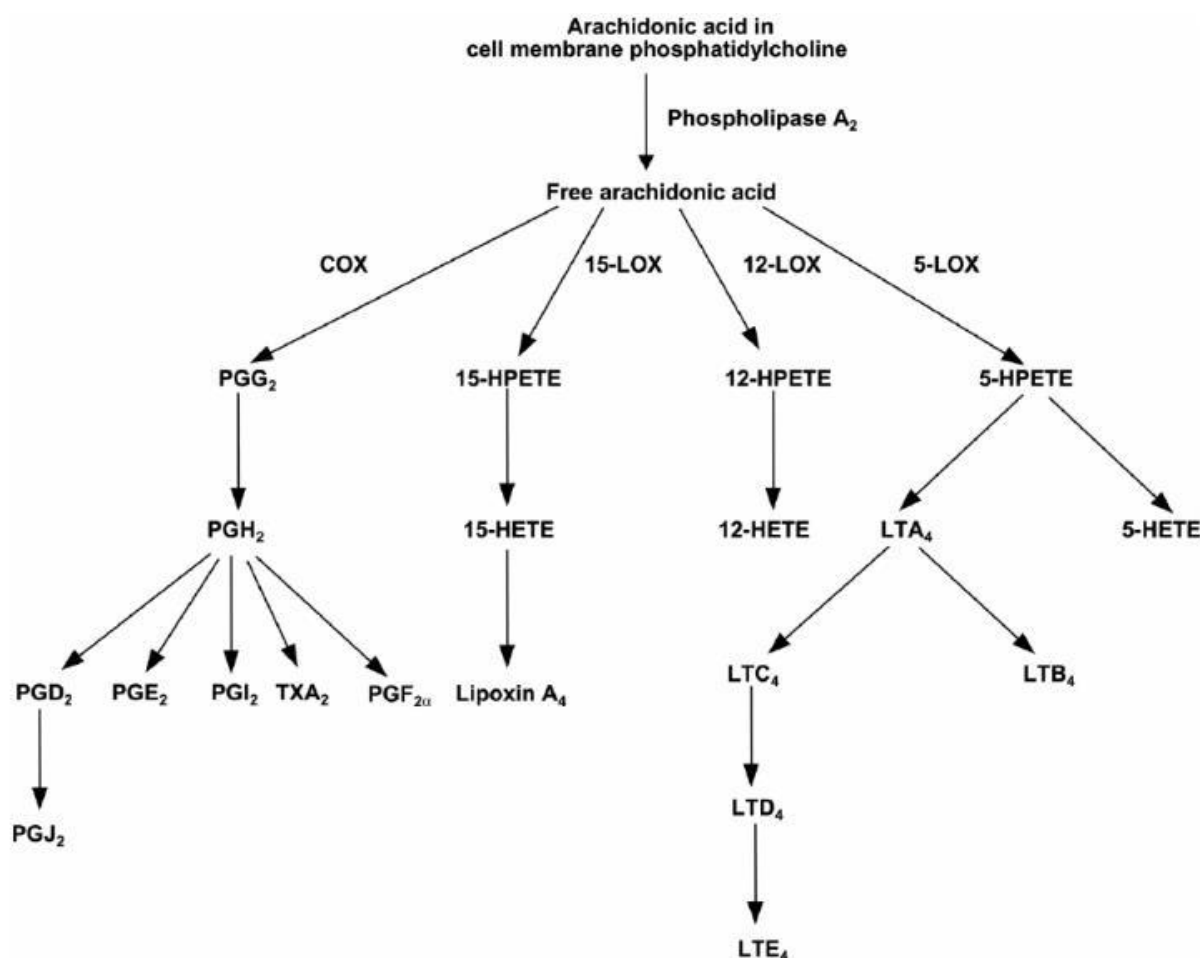 Arachidonic acid in
cell membrane phosphatidylcholine
Phospholipase A₂
Free arachidonic acid
COX 15-LOX 12-LOX 5-LOX
PGG₂ 15-HPETE 12-HPETE 5-HPETE
PGH₂ 15-HETE 12-HETE LTA₄ 5-HETE
PGD₂ PGE₂ PGI₂ TXA₂ PGF₂α Lipoxin A₄ LTC₄ LTB₄
PGJ₂ LTD₄
LTE₄